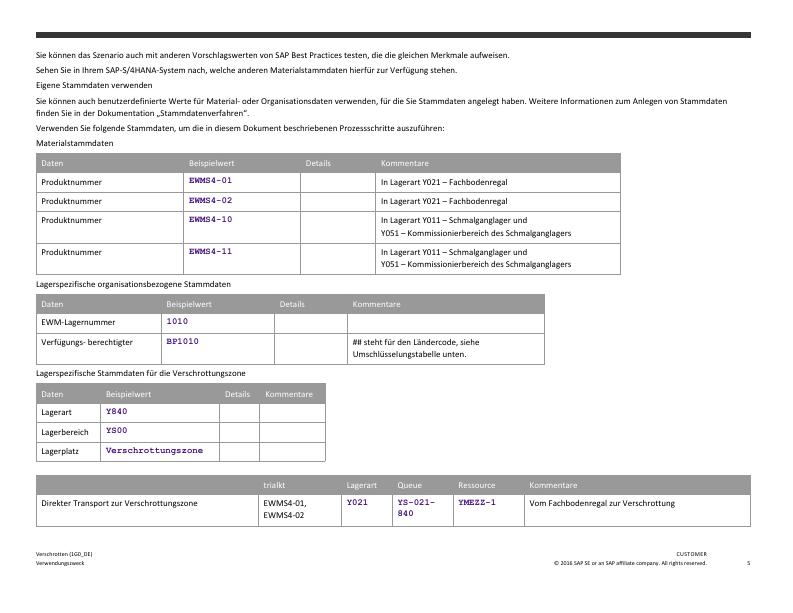 Sie können das Szenario auch mit anderen Vorschlagswerten von SAP Best Practices testen, die die gleichen Merkmale aufweisen.
Sehen Sie in Ihrem SAP-S/4HANA-System nach, welche anderen Materialstammdaten hierfür zur Verfügung stehen.
Eigene Stammdaten verwenden
Sie können auch benutzerdefinierte Werte für Material- oder Organisationsdaten verwenden, für die Sie Stammdaten angelegt haben. Weitere Informationen zum Anlegen von Stammdaten
finden Sie in der Dokumentation „Stammdatenverfahren“.
Verwenden Sie folgende Stammdaten, um die in diesem Dokument beschriebenen Prozessschritte auszuführen:
Materialstammdaten
Daten Beispielwert Details Kommentare
Produktnummer EWMS4-01 In Lagerart Y021 – Fachbodenregal
Produktnummer EWMS4-02 In Lagerart Y021 – Fachbodenregal
Produktnummer EWMS4-10 In Lagerart Y011 – Schmalganglager und
Y051 – Kommissionierbereich des Schmalganglagers
Produktnummer EWMS4-11 In Lagerart Y011 – Schmalganglager und
Y051 – Kommissionierbereich des Schmalganglagers
Lagerspezifische organisationsbezogene Stammdaten
Daten Beispielwert Details Kommentare
EWM-Lagernummer 1010
Verfügungs- berechtigter BP1010 ## steht für den Ländercode, siehe
Umschlüsselungstabelle unten.
Lagerspezifische Stammdaten für die Verschrottungszone
Daten Beispielwert Details Kommentare
Lagerart Y840
Lagerbereich YS00
Lagerplatz Verschrottungszone
trialkt Lagerart Queue Ressource Kommentare
Direkter Transport zur Verschrottungszone EWMS4-01, Y021 YS-021- YMEZZ-1 Vom Fachbodenregal zur Verschrottung
EWMS4-02 840
Verschrotten (1G0_DE) CUSTOMER
Verwendungszweck © 2016 SAP SE or an SAP affiliate company. All rights reserved. 5